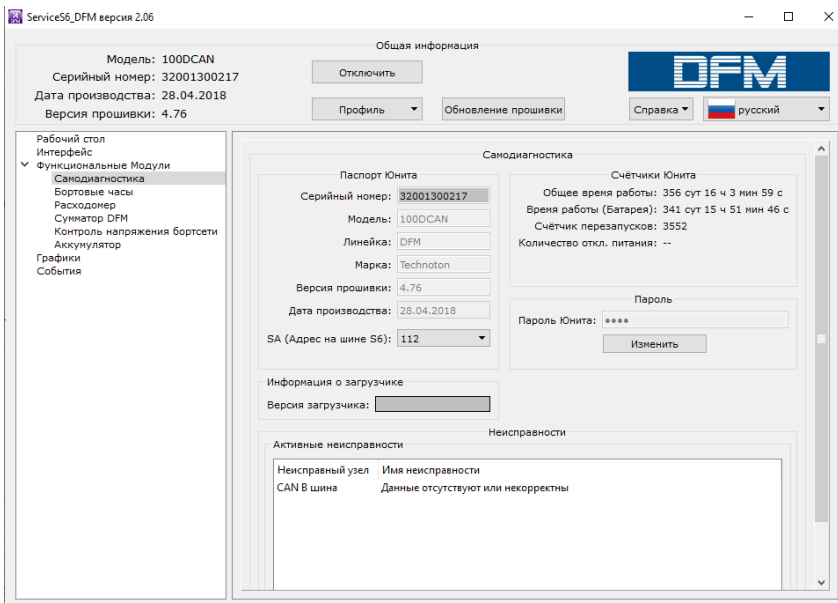 ServiceS6_DFM версия 2.06
Общая информация
Модель: 100DCAN
Серийный номер: 32001300217
Дата производства: 28.04.2018
Версия прошивки: 4.76
Отключить
Профиль
Обновление прошивки
DFM
Справка
русский
Рабочий стол
Интерфейс
Функциональные Модули
Самодиагностика
Бортовые часы
Расходомер
Сумматор DFM
Контроль напряжения бортсети
Аккумулятор
Графики
События
Самодиагностика
Паспорт Юнита
Серийный номер: 32001300217
Модель: 100DCAN
Линейка: DFM
Марка: Technoton
Версия прошивки: 4.76
Дата производства: 28.04.2018
SA (Адрес на шине S6): 112
Счётчики Юнита
Общее время работы: 356 сут 16 ч 3 мин 59 с
Время работы (Батарея): 341 сут 15 ч 51 мин 46 с
Счётчик перезапусков: 3552
Количество откл. питания: --
Пароль
Пароль Юнита: ●●●●
Изменить
Информация о загрузчике
Версия загрузчика:
Неисправности
Активные неисправности
Неисправный узел Имя неисправности
CAN B шина Данные отсутствуют или некорректны